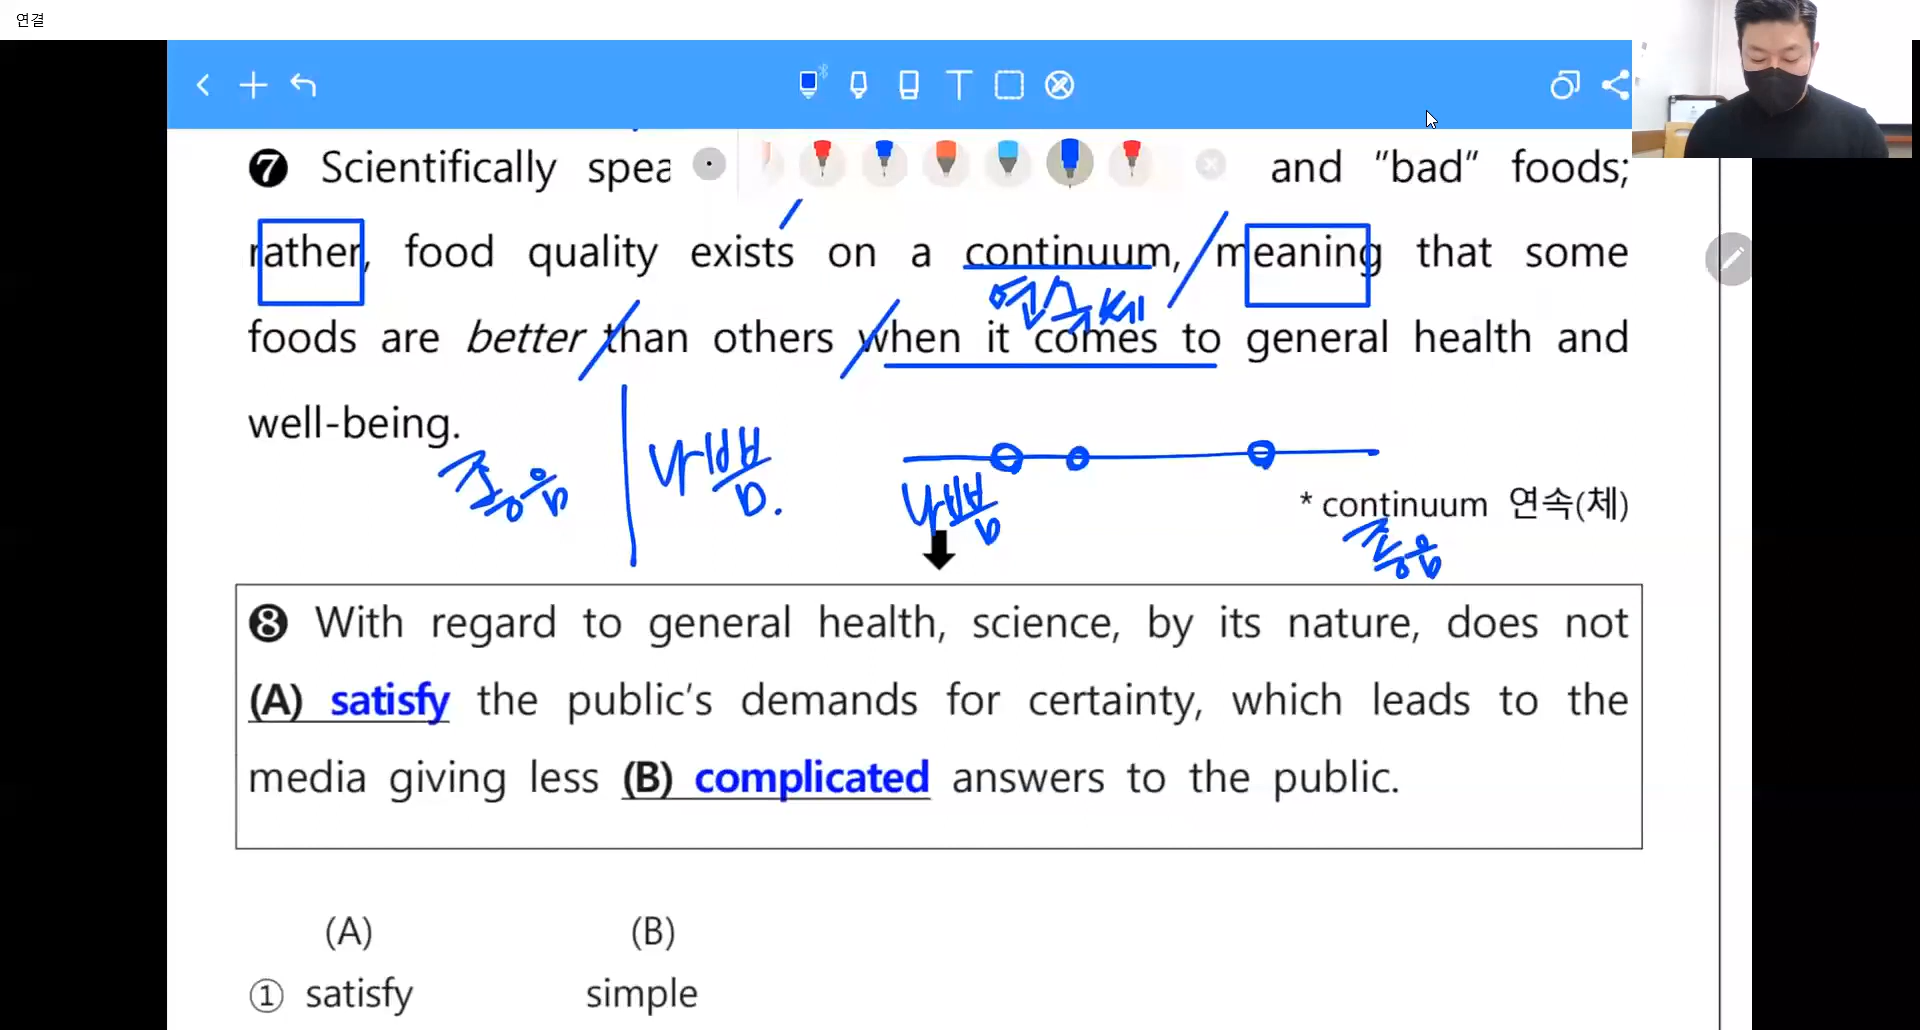 연결
❼ Scientifically spea and "bad" foods;
rather, food quality exists on a continuum, meaning that some
연속체
foods are better than others when it comes to general health and
well-being.
좋음 나쁨.
나쁨
* continuum 연속(체)
좋음
❽ With regard to general health, science, by its nature, does not
(A) satisfy the public's demands for certainty, which leads to the
media giving less (B) complicated answers to the public.
(A) (B)
① satisfy simple